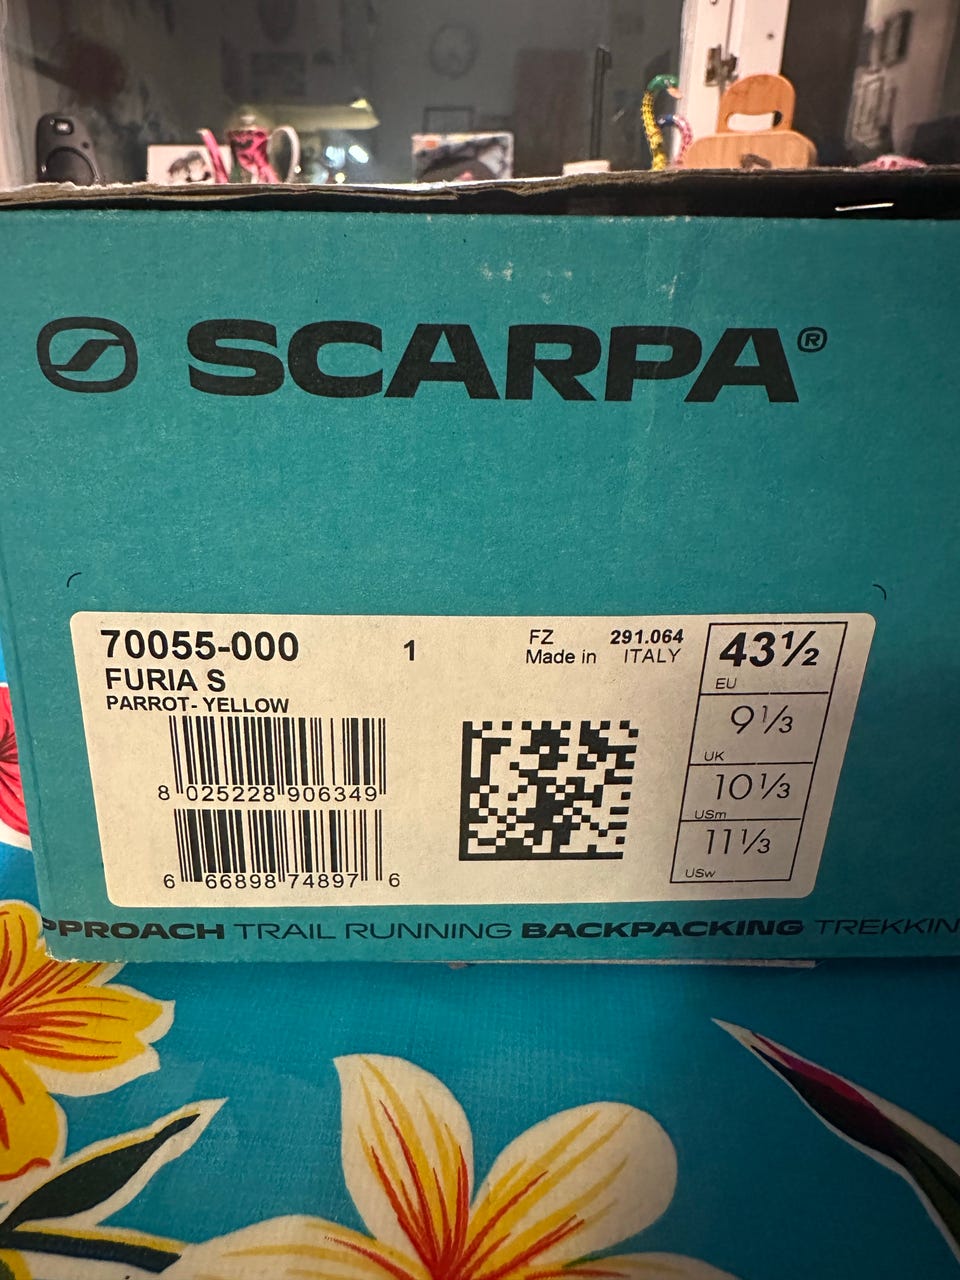 SCARPA®
70055-000
1
FZ 291.064
Made in ITALY
FURIA S
PARROT- YELLOW
8 025228 906349
6 66898 74897 6
43½
EU
9⅓
UK
10⅓
USm
11⅓
USw
PPROACH TRAIL RUNNING BACKPACKING TREKKIN